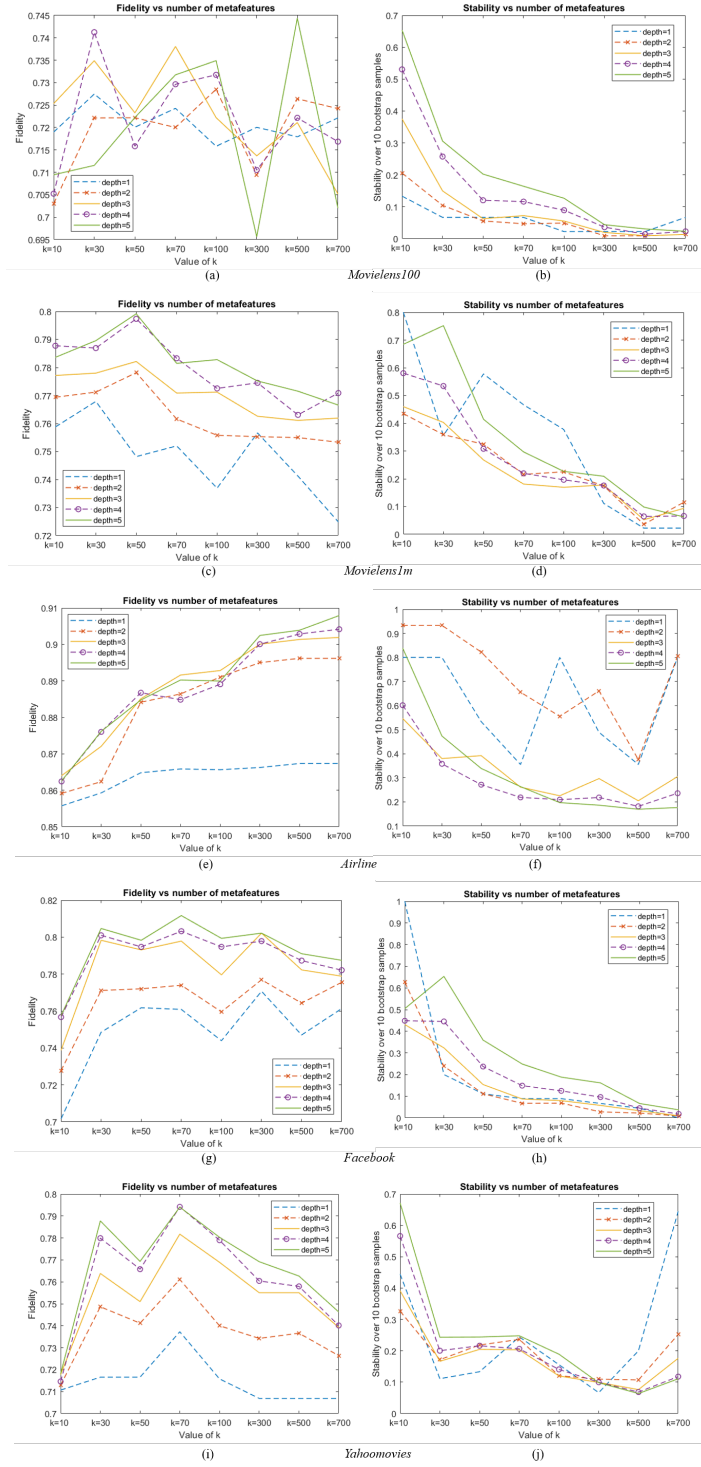 Fidelity vs number of metafeatures
Stability vs number of metafeatures
0.745
0.74
0.735
0.73
0.725
0.72
0.715
0.71
0.705
0.7
0.695
Fidelity
depth=1
depth=2
depth=3
depth=4
depth=5
k=10 k=30 k=50 k=70 k=100 k=300 k=500 k=700
Value of k
0.7
0.6
0.5
0.4
0.3
0.2
0.1
0
Stability over 10 bootstrap samples
depth=1
depth=2
depth=3
depth=4
depth=5
k=10 k=30 k=50 k=70 k=100 k=300 k=500 k=700
Value of k
(a) Movielens100 (b)
Fidelity vs number of metafeatures
Stability vs number of metafeatures
0.8
0.79
0.78
0.77
0.76
0.75
0.74
0.73
0.72
Fidelity
depth=1
depth=2
depth=3
depth=4
depth=5
k=10 k=30 k=50 k=70 k=100 k=300 k=500 k=700
Value of k
0.8
0.7
0.6
0.5
0.4
0.3
0.2
0.1
0
Stability over 10 bootstrap samples
depth=1
depth=2
depth=3
depth=4
depth=5
k=10 k=30 k=50 k=70 k=100 k=300 k=500 k=700
Value of k
(c) Movielens1m (d)
Fidelity vs number of metafeatures
Stability vs number of metafeatures
0.91
0.9
0.89
0.88
0.87
0.86
0.85
Fidelity
depth=1
depth=2
depth=3
depth=4
depth=5
k=10 k=30 k=50 k=70 k=100 k=300 k=500 k=700
Value of k
1
0.9
0.8
0.7
0.6
0.5
0.4
0.3
0.2
0.1
Stability over 10 bootstrap samples
depth=1
depth=2
depth=3
depth=4
depth=5
k=10 k=30 k=50 k=70 k=100 k=300 k=500 k=700
Value of k
(e) Airline (f)
Fidelity vs number of metafeatures
Stability vs number of metafeatures
0.82
0.8
0.78
0.76
0.74
0.72
0.7
Fidelity
depth=1
depth=2
depth=3
depth=4
depth=5
k=10 k=30 k=50 k=70 k=100 k=300 k=500 k=700
Value of k
1
0.9
0.8
0.7
0.6
0.5
0.4
0.3
0.2
0.1
0
Stability over 10 bootstrap samples
depth=1
depth=2
depth=3
depth=4
depth=5
k=10 k=30 k=50 k=70 k=100 k=300 k=500 k=700
Value of k
(g) Facebook (h)
Fidelity vs number of metafeatures
Stability vs number of metafeatures
0.8
0.79
0.78
0.77
0.76
0.75
0.74
0.73
0.72
0.71
0.7
Fidelity
depth=1
depth=2
depth=3
depth=4
depth=5
k=10 k=30 k=50 k=70 k=100 k=300 k=500 k=700
Value of k
0.7
0.6
0.5
0.4
0.3
0.2
0.1
0
Stability over 10 bootstrap samples
depth=1
depth=2
depth=3
depth=4
depth=5
k=10 k=30 k=50 k=70 k=100 k=300 k=500 k=700
Value of k
(i) Yahoomovies (j)